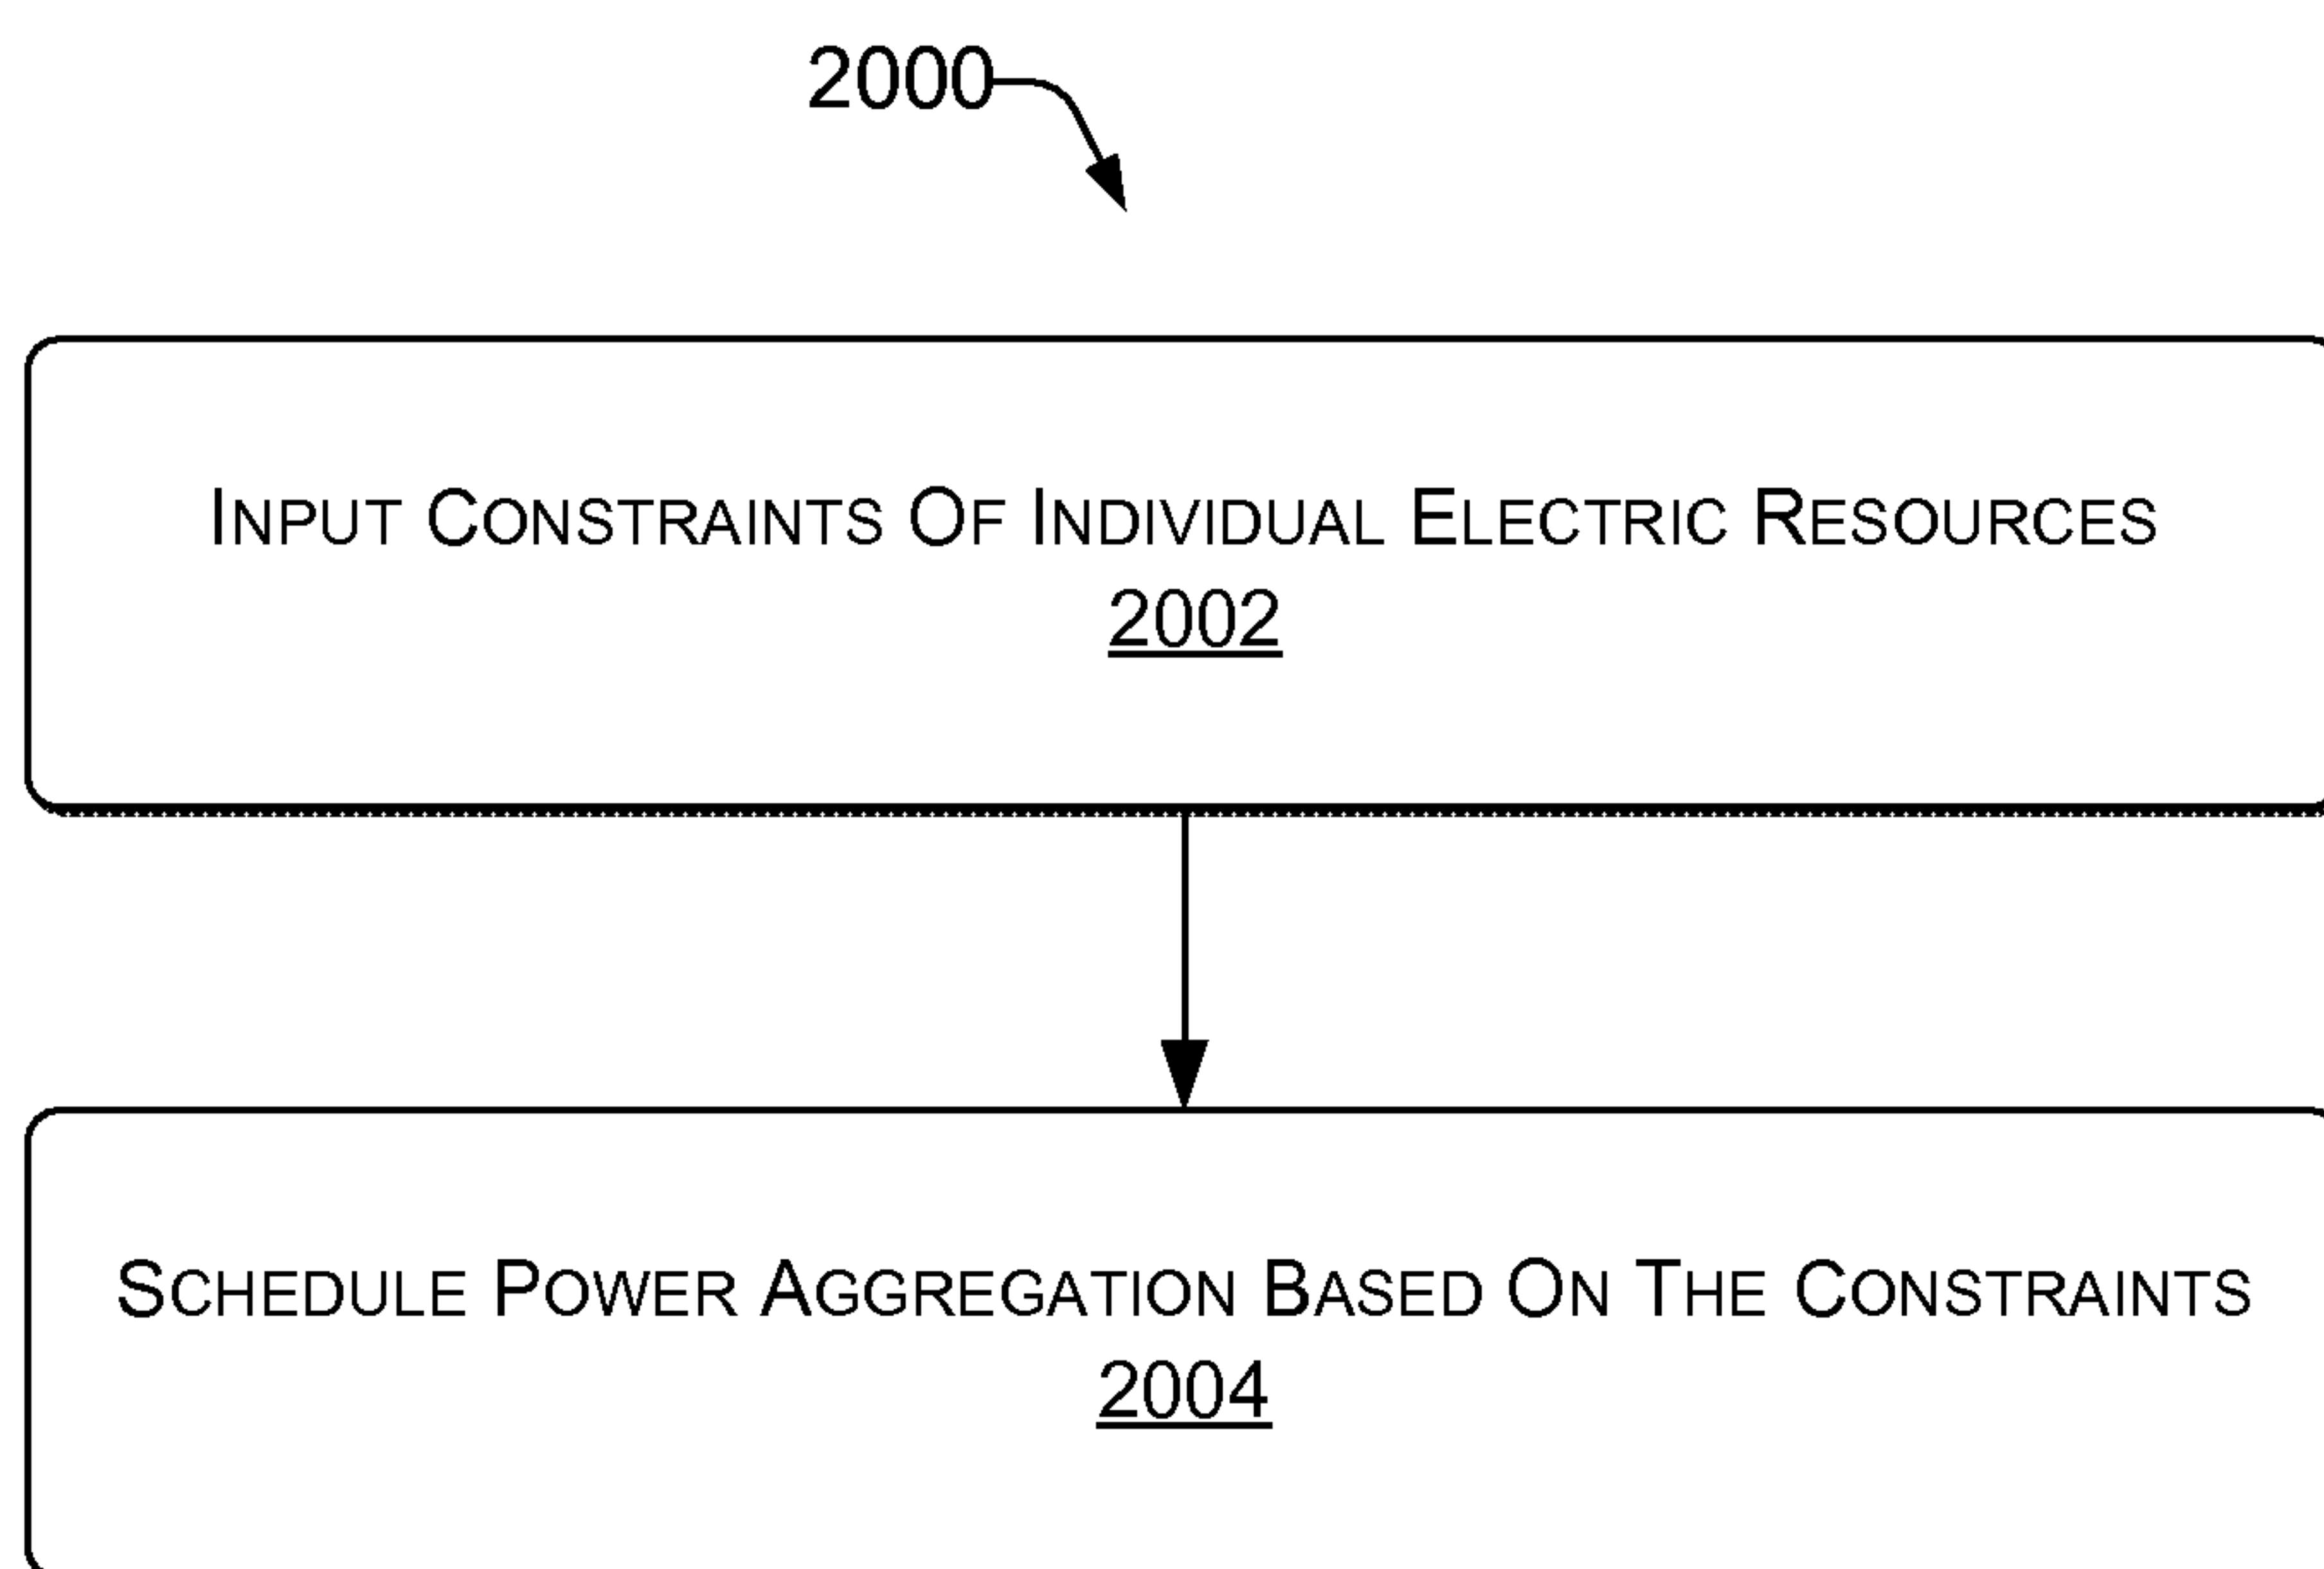 2000
INPUT CONSTRAINTS OF INDIVIDUAL ELECTRIC RESOURCES
2002
SCHEDULE POWER AGGREGATION BASED ON THE CONSTRAINTS
2004